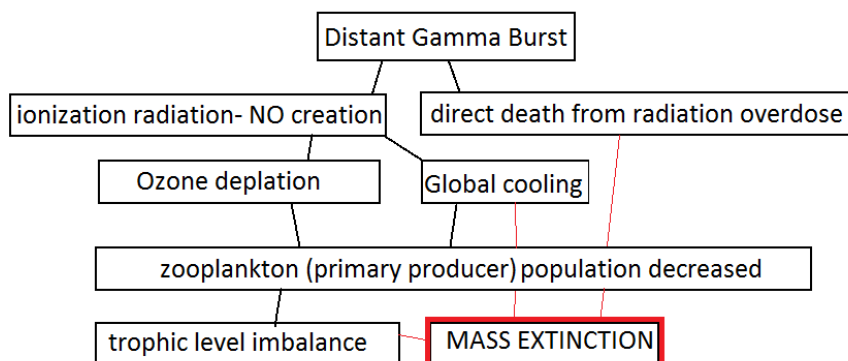 Distant Gamma Burst
ionization radiation- NO creation
direct death from radiation overdose
Ozone deplation
Global cooling
zooplankton (primary producer) population decreased
trophic level imbalance
MASS EXTINCTION